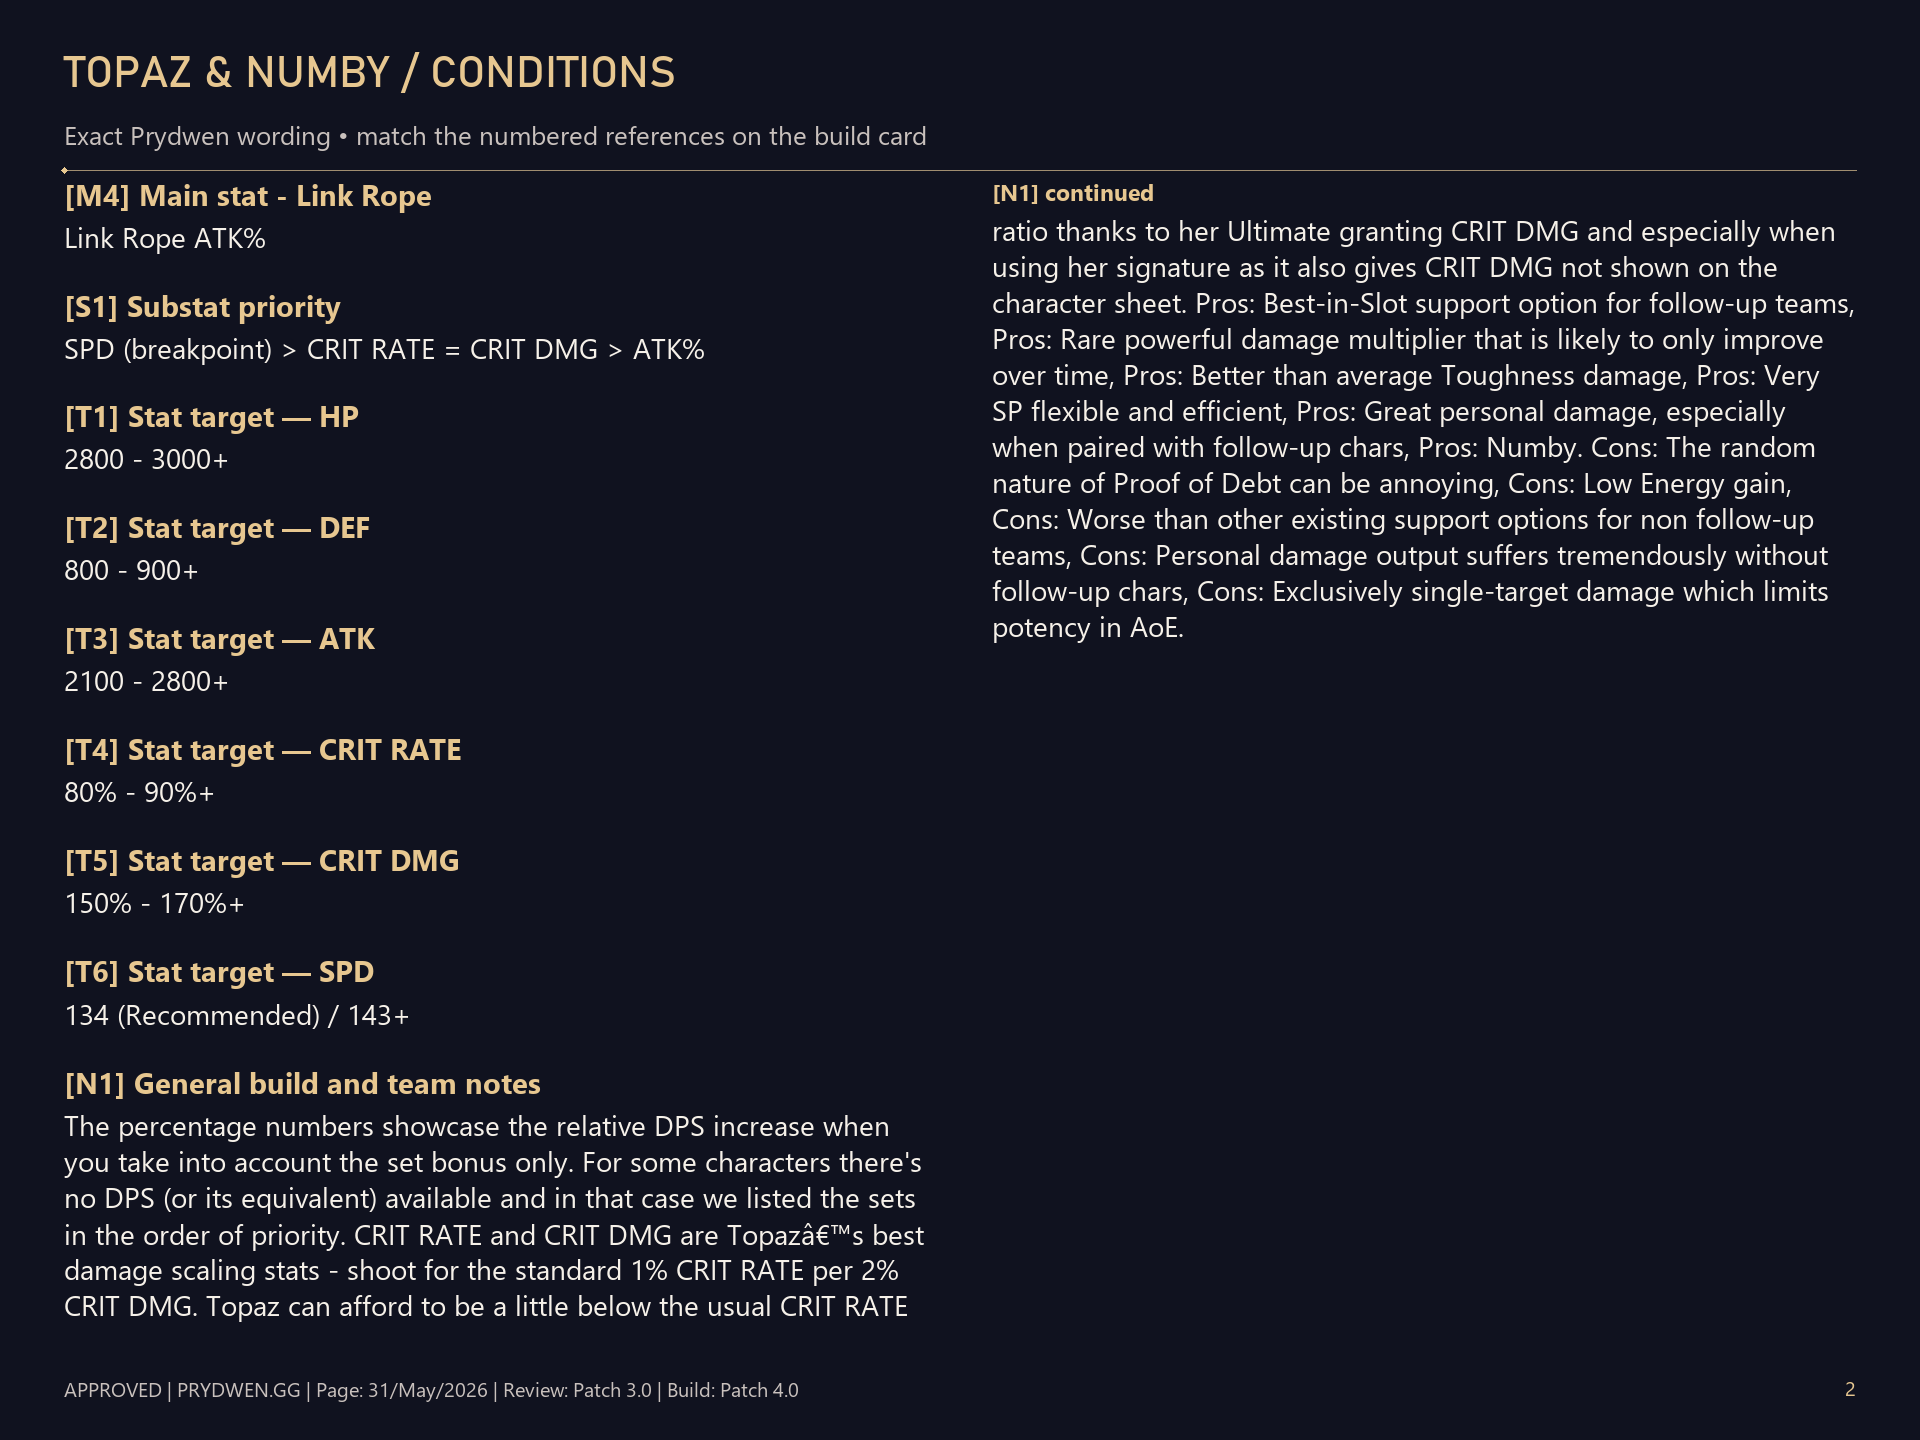 TOPAZ & NUMBY / CONDITIONS
Exact Prydwen wording • match the numbered references on the build card
[M4] Main stat - Link Rope
Link Rope ATK%
[S1] Substat priority
SPD (breakpoint) > CRIT RATE = CRIT DMG > ATK%
[T1] Stat target — HP
2800 - 3000+
[T2] Stat target — DEF
800 - 900+
[T3] Stat target — ATK
2100 - 2800+
[T4] Stat target — CRIT RATE
80% - 90%+
[T5] Stat target — CRIT DMG
150% - 170%+
[T6] Stat target — SPD
134 (Recommended) / 143+
[N1] General build and team notes
The percentage numbers showcase the relative DPS increase when
you take into account the set bonus only. For some characters there's
no DPS (or its equivalent) available and in that case we listed the sets
in the order of priority. CRIT RATE and CRIT DMG are Topazâ€™s best
damage scaling stats - shoot for the standard 1% CRIT RATE per 2%
CRIT DMG. Topaz can afford to be a little below the usual CRIT RATE
[N1] continued
ratio thanks to her Ultimate granting CRIT DMG and especially when
using her signature as it also gives CRIT DMG not shown on the
character sheet. Pros: Best-in-Slot support option for follow-up teams,
Pros: Rare powerful damage multiplier that is likely to only improve
over time, Pros: Better than average Toughness damage, Pros: Very
SP flexible and efficient, Pros: Great personal damage, especially
when paired with follow-up chars, Pros: Numby. Cons: The random
nature of Proof of Debt can be annoying, Cons: Low Energy gain,
Cons: Worse than other existing support options for non follow-up
teams, Cons: Personal damage output suffers tremendously without
follow-up chars, Cons: Exclusively single-target damage which limits
potency in AoE.
APPROVED | PRYDWEN.GG | Page: 31/May/2026 | Review: Patch 3.0 | Build: Patch 4.0
2